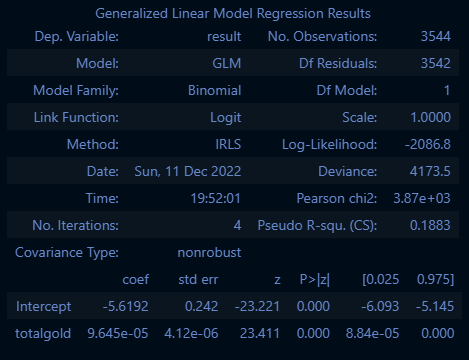 Generalized Linear Model Regression Results
Dep. Variable: result No. Observations: 3544
Model: GLM Df Residuals: 3542
Model Family: Binomial Df Model: 1
Link Function: Logit Scale: 1.0000
Method: IRLS Log-Likelihood: -2086.8
Date: Sun, 11 Dec 2022 Deviance: 4173.5
Time: 19:52:01 Pearson chi2: 3.87e+03
No. Iterations: 4 Pseudo R-squ. (CS): 0.1883
Covariance Type: nonrobust
coef std err z P>|z| [0.025 0.975]
Intercept -5.6192 0.242 -23.221 0.000 -6.093 -5.145
totalgold 9.645e-05 4.12e-06 23.411 0.000 8.84e-05 0.000